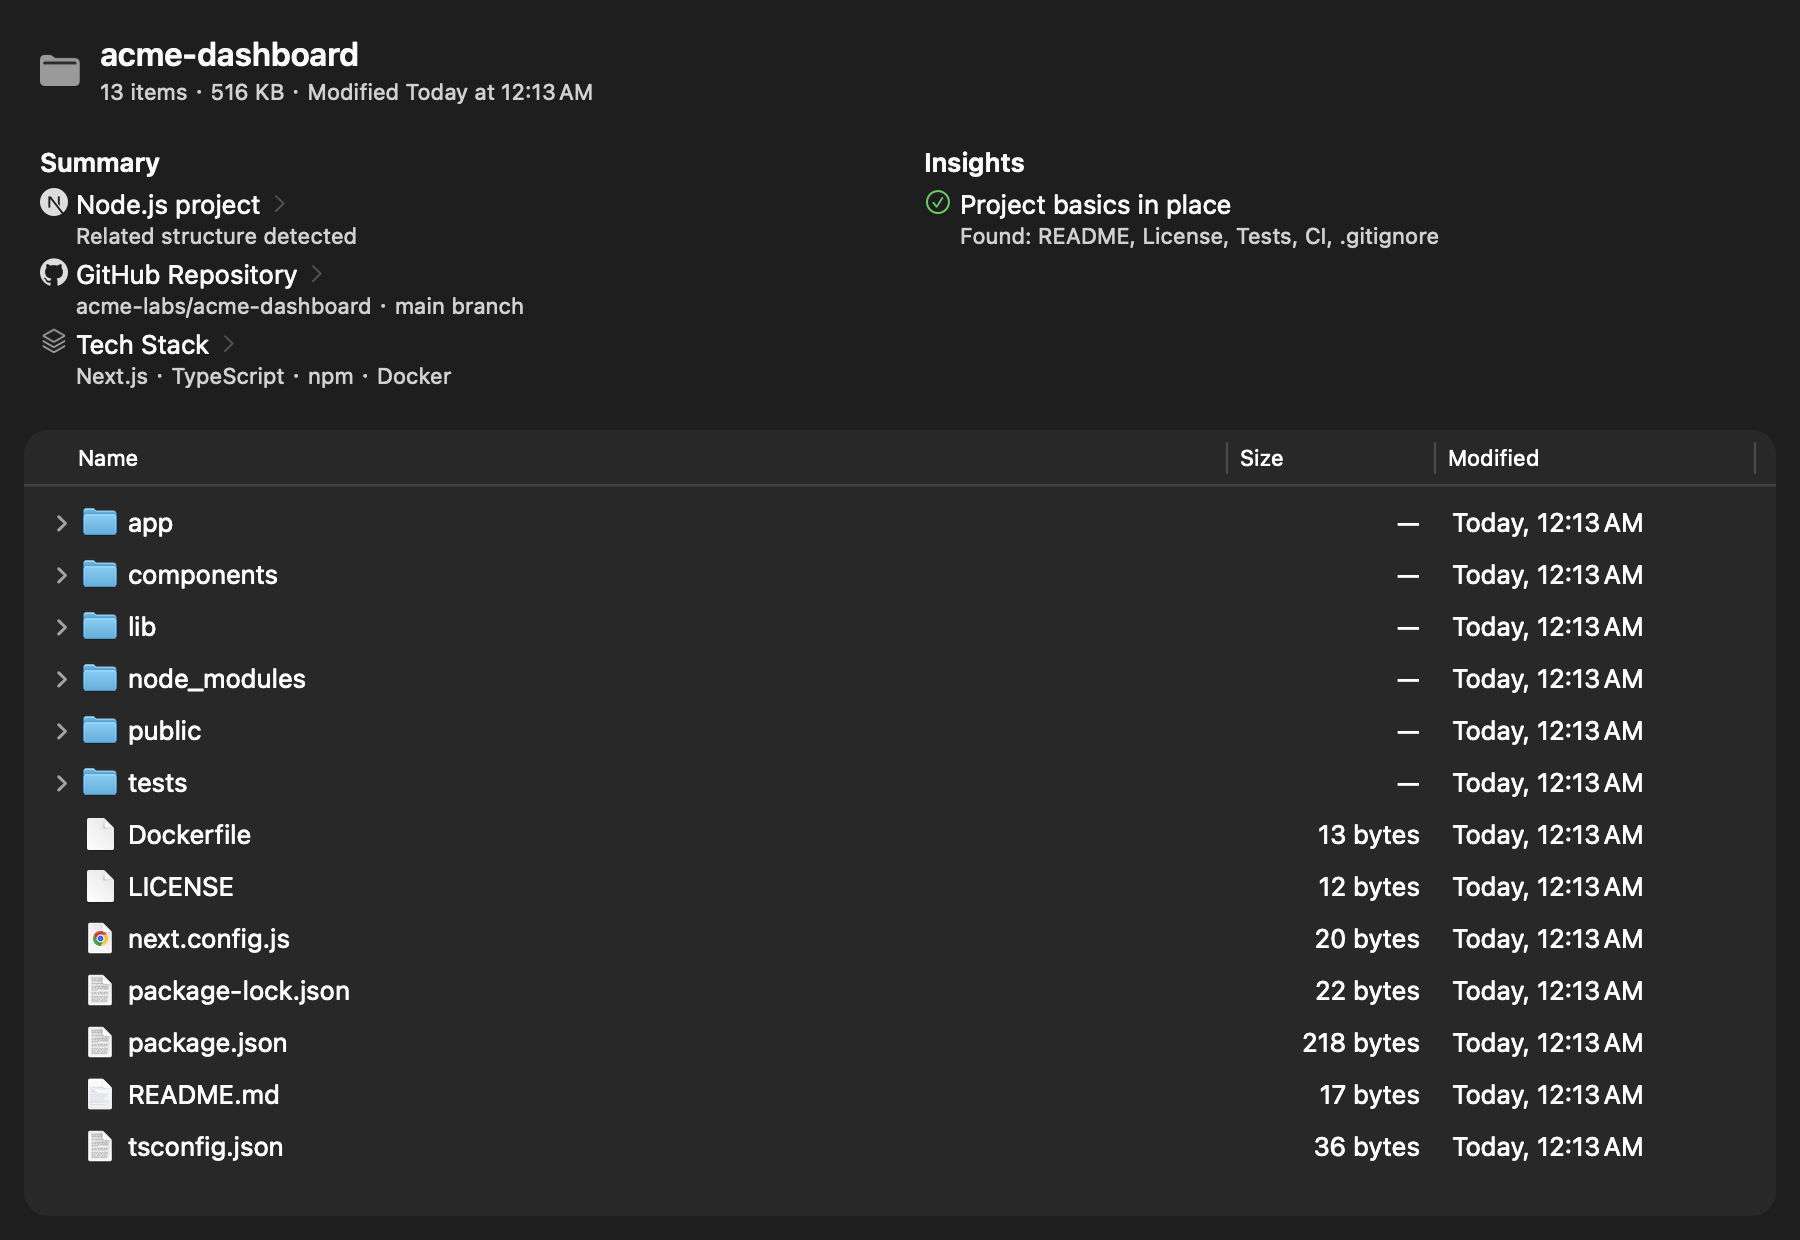 acme-dashboard
13 items · 516 KB · Modified Today at 12:13 AM
Summary
N Node.js project
Related structure detected
GitHub Repository
acme-labs/acme-dashboard · main branch
Tech Stack
Next.js · TypeScript · npm · Docker
Insights
Project basics in place
Found: README, License, Tests, CI, .gitignore
Name Size Modified
app — Today, 12:13 AM
components — Today, 12:13 AM
lib — Today, 12:13 AM
node_modules — Today, 12:13 AM
public — Today, 12:13 AM
tests — Today, 12:13 AM
Dockerfile 13 bytes Today, 12:13 AM
LICENSE 12 bytes Today, 12:13 AM
next.config.js 20 bytes Today, 12:13 AM
package-lock.json 22 bytes Today, 12:13 AM
package.json 218 bytes Today, 12:13 AM
README.md 17 bytes Today, 12:13 AM
tsconfig.json 36 bytes Today, 12:13 AM